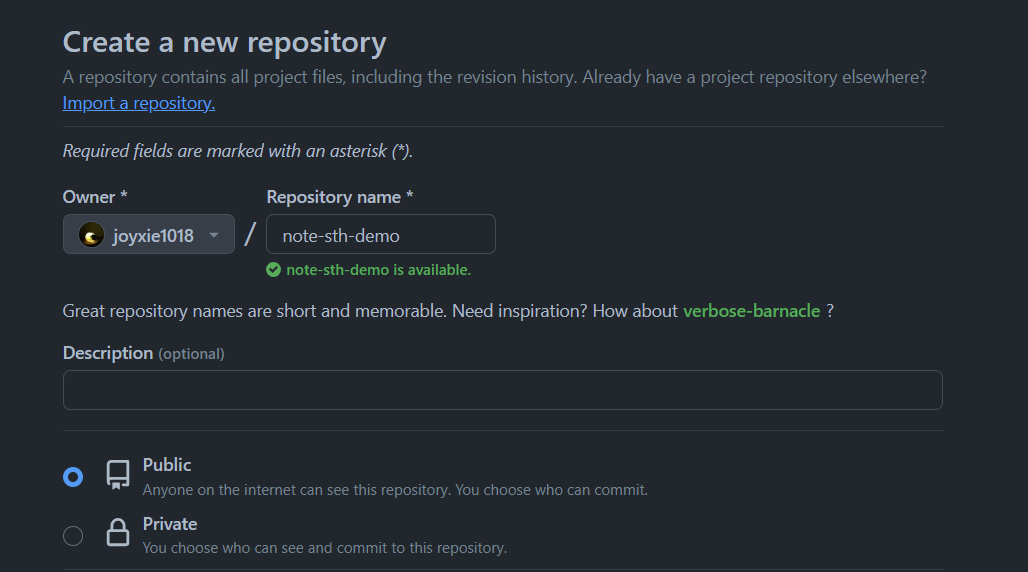 Create a new repository
A repository contains all project files, including the revision history. Already have a project repository elsewhere?
Import a repository.
Required fields are marked with an asterisk (*).
Owner * Repository name *
joyxie1018 / note-sth-demo
note-sth-demo is available.
Great repository names are short and memorable. Need inspiration? How about verbose-barnacle ?
Description (optional)
Public
Anyone on the internet can see this repository. You choose who can commit.
Private
You choose who can see and commit to this repository.